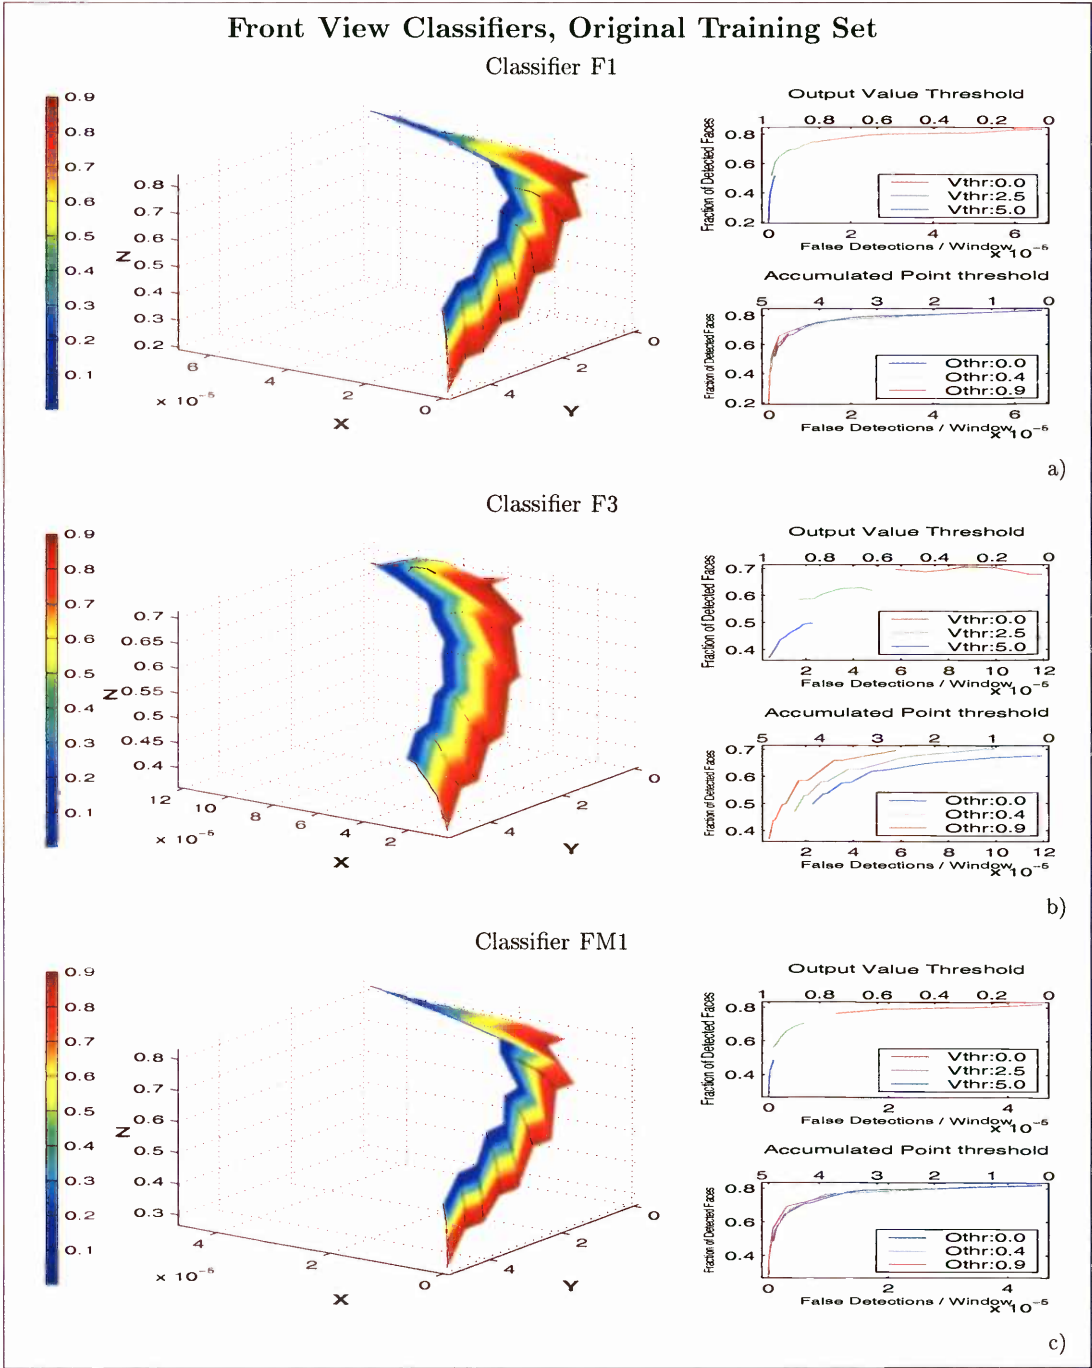 Front View Classifiers, Original Training Set
Classifier F1
0.9
0.8
0.7
0.6
0.5
0.4
0.3
0.2
0.1
0.8
0.7
0.6
0.5
0.4
0.3
0.2
N
6
4
2
0
x 10⁻⁵
X
4
2
0
Y
Output Value Threshold
1 0.8 0.6 0.4 0.2 0
Fraction of Detected Faces
0.8
0.6
0.4
0.2
Vthr:0.0
Vthr:2.5
Vthr:5.0
0 2 4 6
False Detections / Window
x 10⁻⁵
Accumulated Point threshold
5 4 3 2 1 0
Fraction of Detected Faces
0.8
0.6
0.4
0.2
Othr:0.0
Othr:0.4
Othr:0.9
0 2 4 6
False Detections / Window
x 10⁻⁵
a)
Classifier F3
0.9
0.8
0.7
0.6
0.5
0.4
0.3
0.2
0.1
0.7
0.65
0.6
0.55
0.5
0.45
0.4
N
12
10
8
6
4
2
x 10⁻⁵
X
4
2
0
Y
Output Value Threshold
1 0.8 0.6 0.4 0.2 0
Fraction of Detected Faces
0.7
0.6
0.5
0.4
Vthr:0.0
Vthr:2.5
Vthr:5.0
2 4 6 8 10 12
False Detections / Window
x 10⁻⁵
Accumulated Point threshold
5 4 3 2 1 0
Fraction of Detected Faces
0.7
0.6
0.5
0.4
Othr:0.0
Othr:0.4
Othr:0.9
2 4 6 8 10 12
False Detections / Window
x 10⁻⁵
b)
Classifier FM1
0.9
0.8
0.7
0.6
0.5
0.4
0.3
0.2
0.1
0.8
0.7
0.6
0.5
0.4
0.3
N
4
2
0
x 10⁻⁵
X
4
2
0
Y
Output Value Threshold
1 0.8 0.6 0.4 0.2 0
Fraction of Detected Faces
0.8
0.6
0.4
Vthr:0.0
Vthr:2.5
Vthr:5.0
0 2 4
False Detections / Window
x 10⁻⁵
Accumulated Point threshold
5 4 3 2 1 0
Fraction of Detected Faces
0.8
0.6
0.4
Othr:0.0
Othr:0.4
Othr:0.9
0 2 4
False Detections / Window
x 10⁻⁵
c)